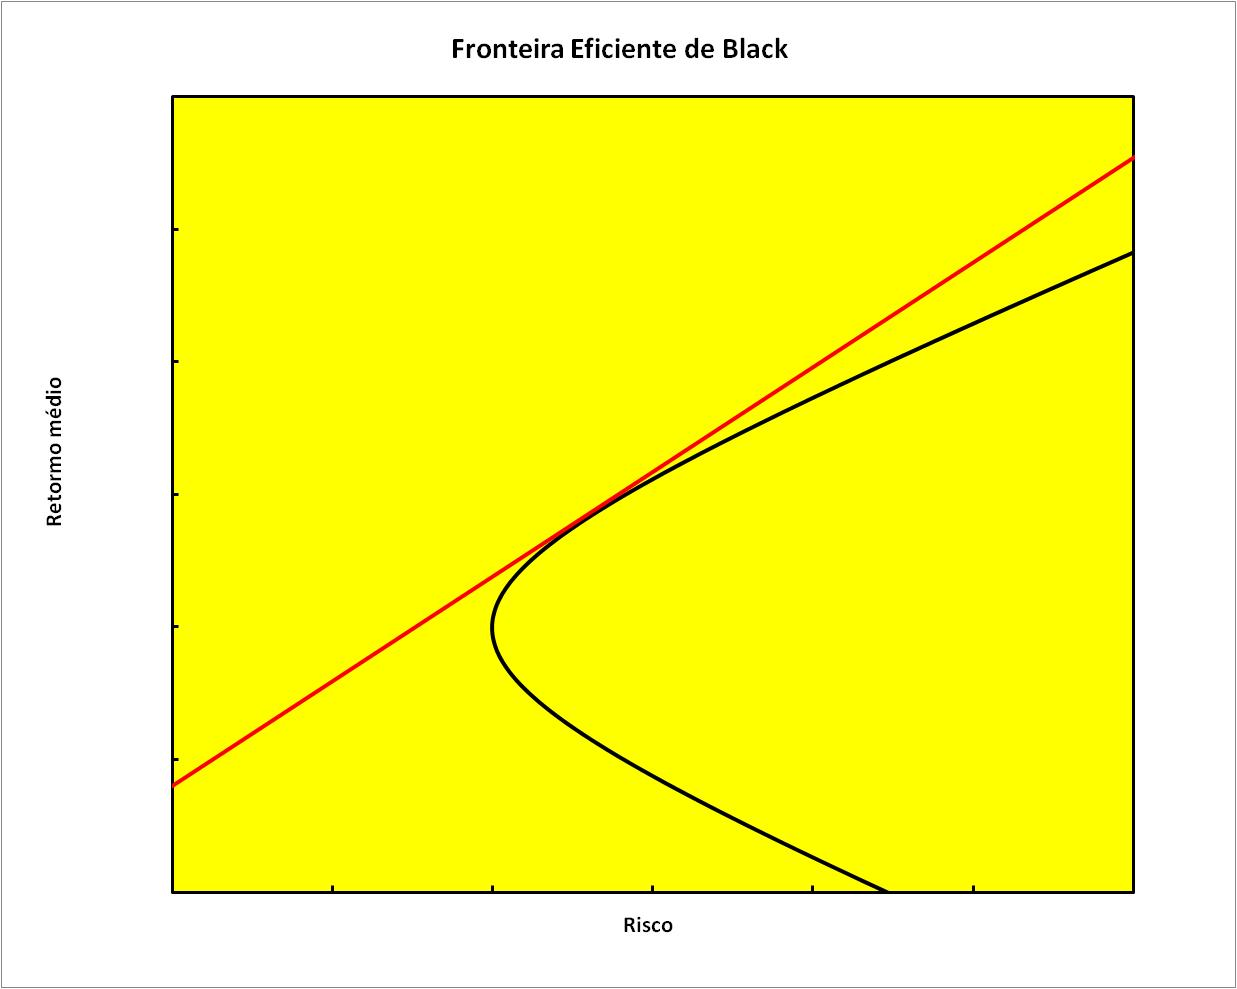 Fronteira Eficiente de Black
Retormo médio
Risco